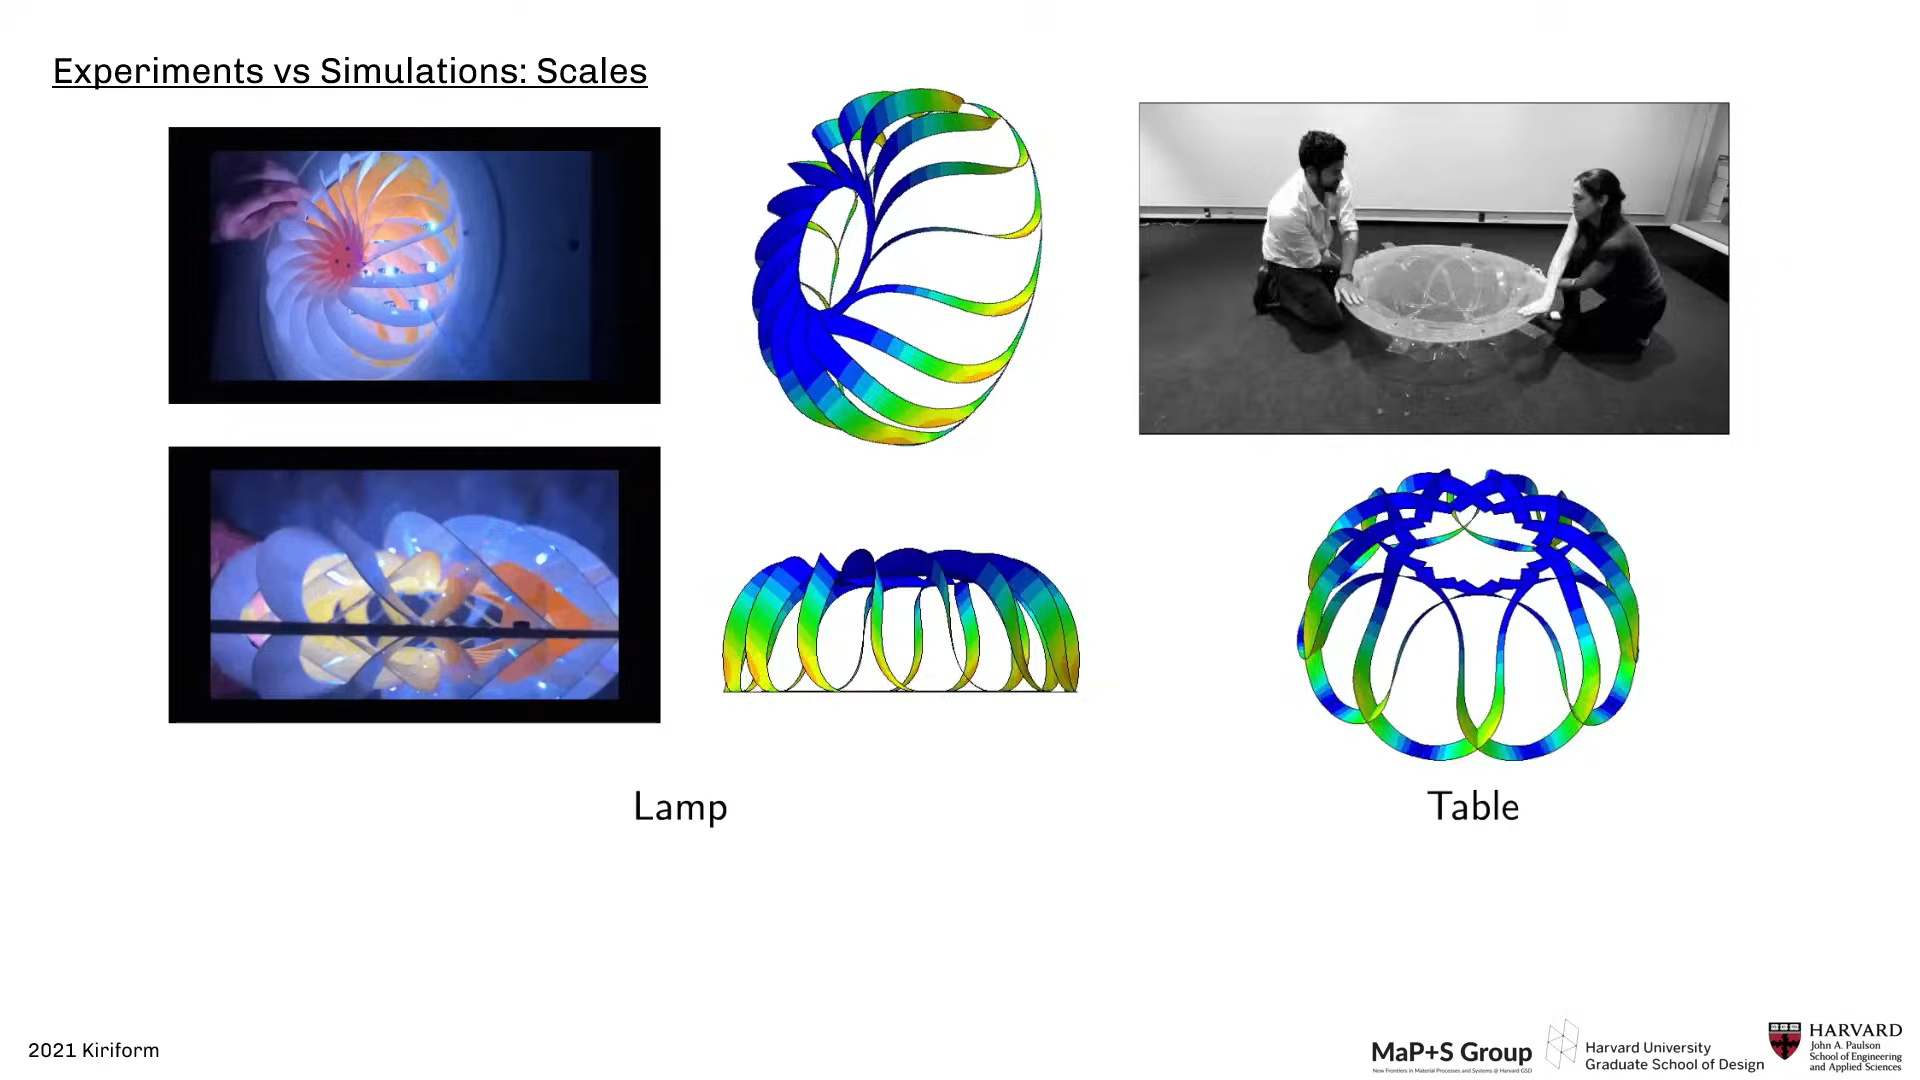 Experiments vs Simulations: Scales
Lamp
Table
2021 Kiriform
MaP+S Group
New Frontiers in Material Processes and Systems @ Harvard GSD
Harvard University
Graduate School of Design
HARVARD
John A. Paulson
School of Engineering
and Applied Sciences